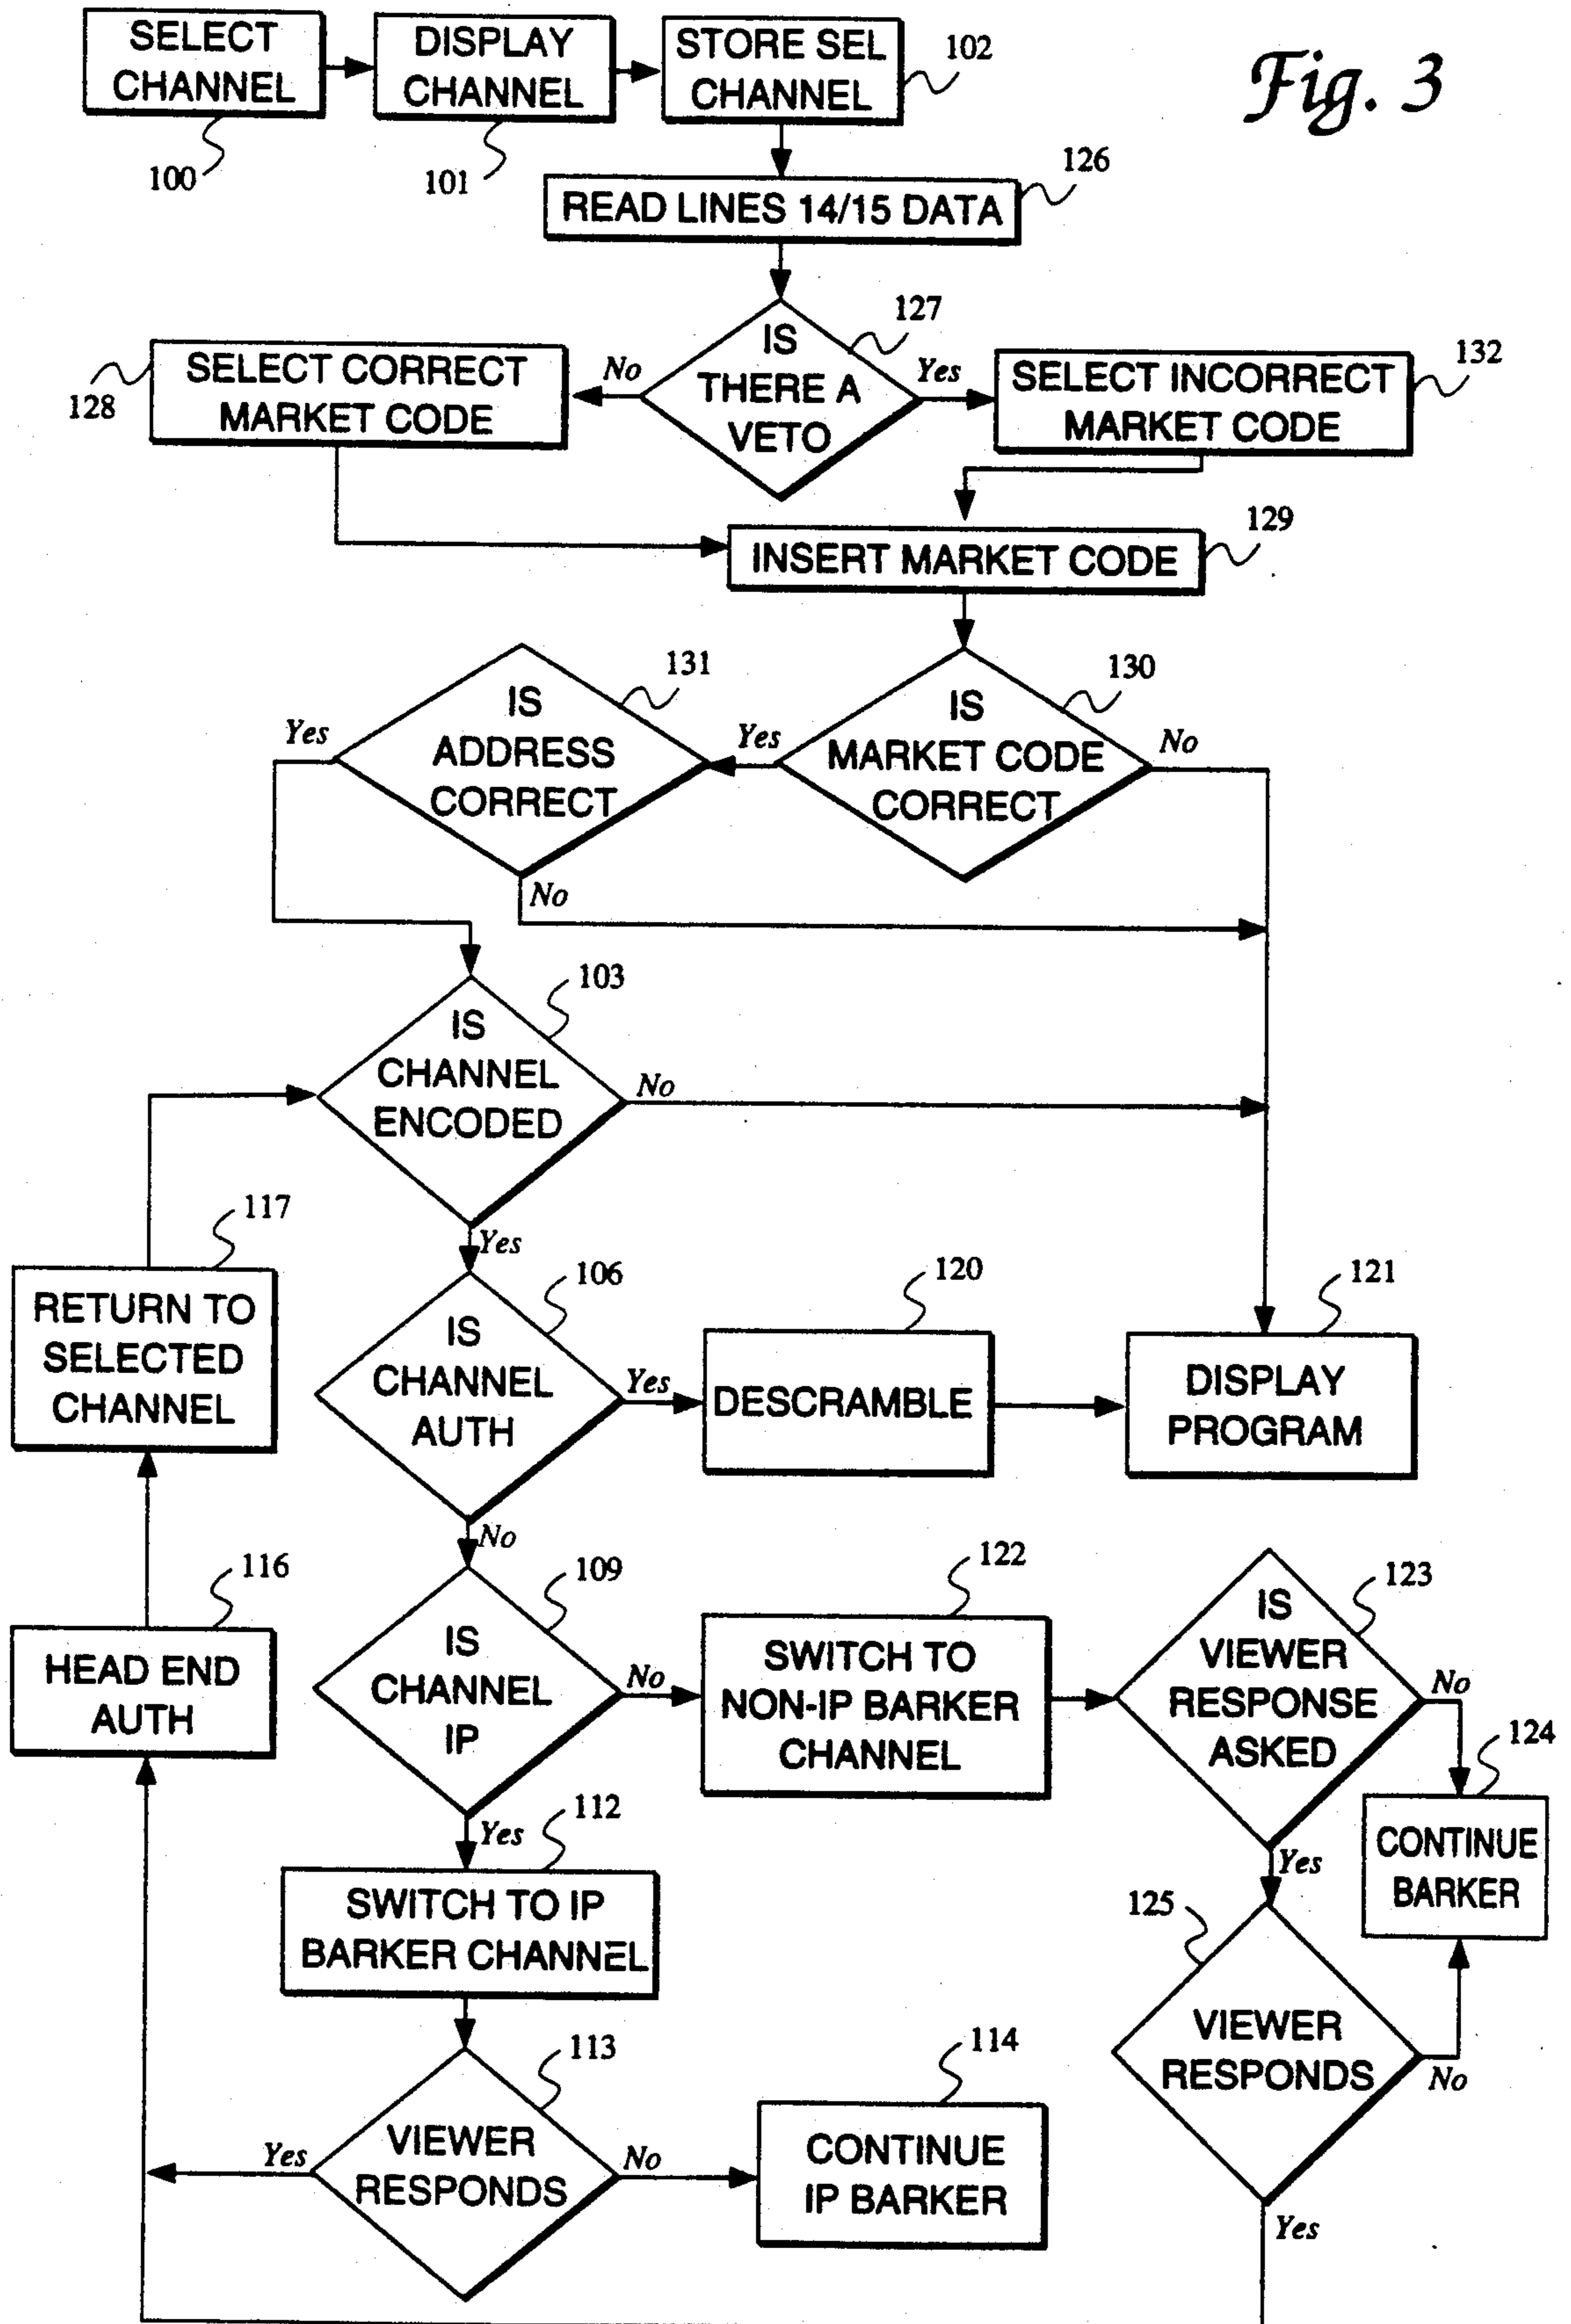 SELECT
CHANNEL
100
DISPLAY
CHANNEL
101
STORE SEL
CHANNEL
102
Fig. 3
READ LINES 14/15 DATA
126
IS
THERE A
VETO
127
No
Yes
SELECT CORRECT
MARKET CODE
128
SELECT INCORRECT
MARKET CODE
132
INSERT MARKET CODE
129
IS
MARKET CODE
CORRECT
130
Yes
No
IS
ADDRESS
CORRECT
131
Yes
No
IS
CHANNEL
ENCODED
103
No
Yes
RETURN TO
SELECTED
CHANNEL
117
IS
CHANNEL
AUTH
106
Yes
No
DESCRAMBLE
120
DISPLAY
PROGRAM
121
HEAD END
AUTH
116
IS
CHANNEL
IP
109
No
Yes
SWITCH TO
NON-IP BARKER
CHANNEL
122
IS
VIEWER
RESPONSE
ASKED
123
No
Yes
CONTINUE
BARKER
124
SWITCH TO IP
BARKER CHANNEL
112
VIEWER
RESPONDS
125
No
Yes
VIEWER
RESPONDS
113
Yes
No
CONTINUE
IP BARKER
114